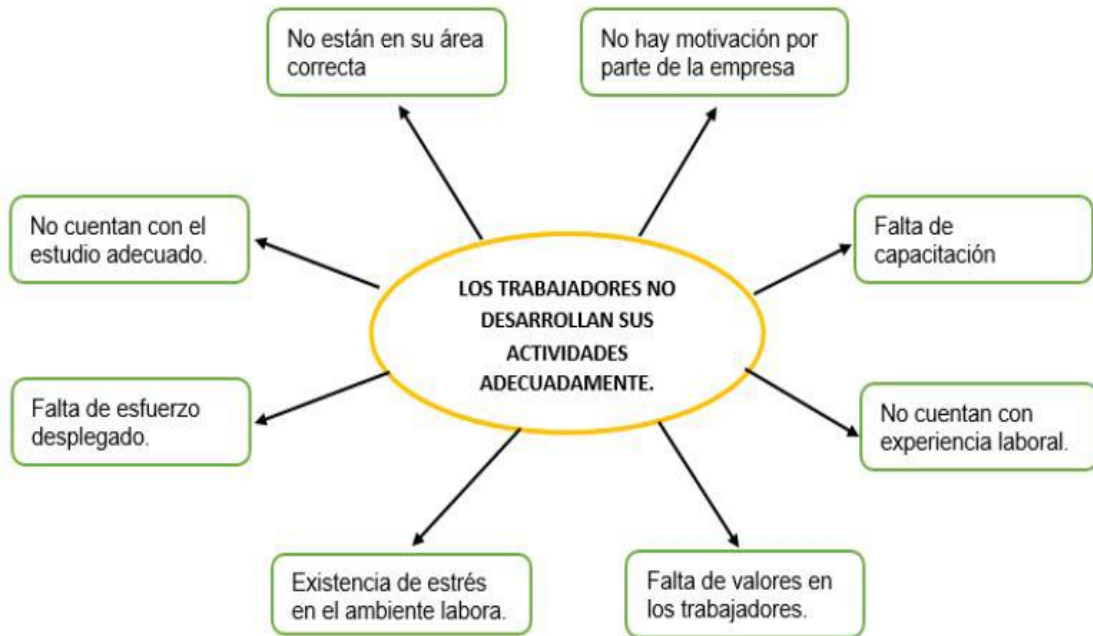 No están en su área
correcta
No hay motivación por
parte de la empresa
No cuentan con el
estudio adecuado.
Falta de
capacitación
LOS TRABAJADORES NO
DESARROLLAN SUS
ACTIVIDADES
ADECUADAMENTE.
Falta de esfuerzo
desplegado.
No cuentan con
experiencia laboral.
Existencia de estrés
en el ambiente labora.
Falta de valores en
los trabajadores.